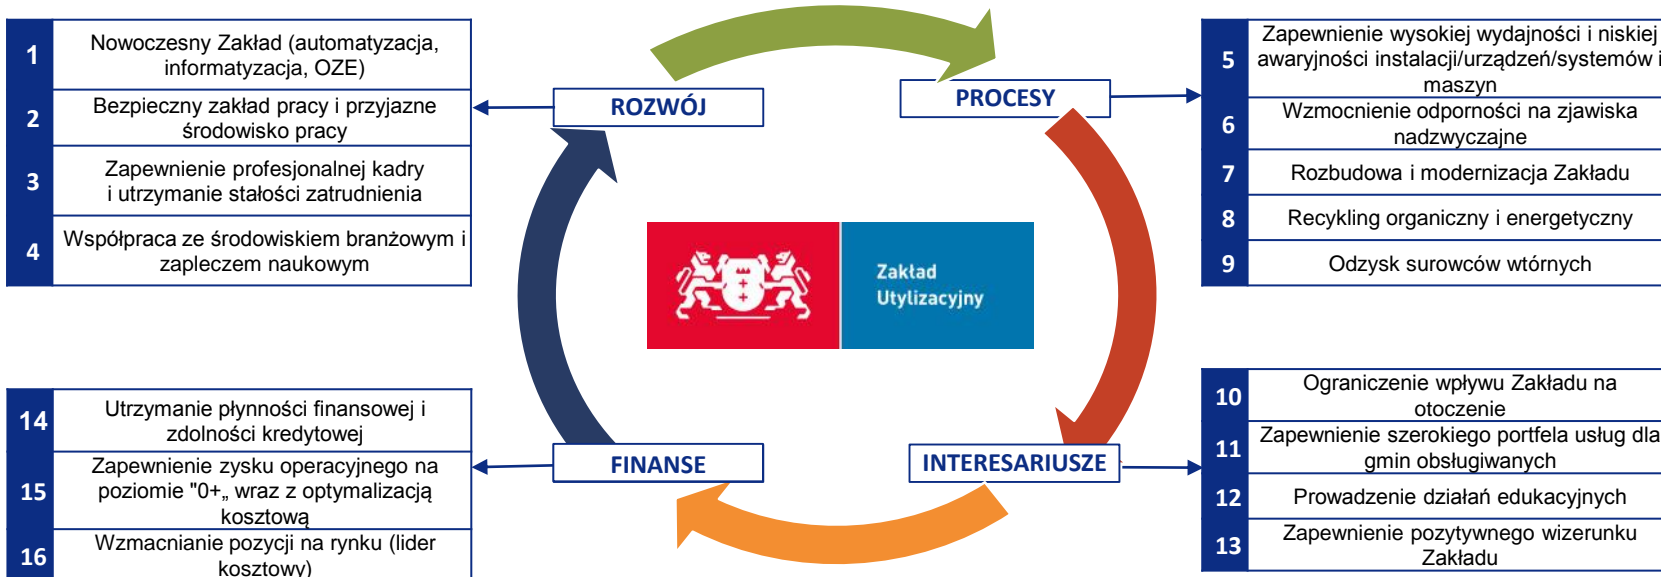 1
Nowoczesny Zakład (automatyzacja,
informatyzacja, OZE)
2
Bezpieczny zakład pracy i przyjazne
środowisko pracy
3
Zapewnienie profesjonalnej kadry
i utrzymanie stałości zatrudnienia
4
Współpraca ze środowiskiem branżowym i
zapleczem naukowym
ROZWÓJ
PROCESY
5
Zapewnienie wysokiej wydajności i niskiej
awaryjności instalacji/urządzeń/systemów i
maszyn
6
Wzmocnienie odporności na zjawiska
nadzwyczajne
7
Rozbudowa i modernizacja Zakładu
8
Recykling organiczny i energetyczny
9
Odzysk surowców wtórnych
Zakład
Utylizacyjny
14
Utrzymanie płynności finansowej i
zdolności kredytowej
15
Zapewnienie zysku operacyjnego na
poziomie "0+„ wraz z optymalizacją
kosztową
16
Wzmacnianie pozycji na rynku (lider
kosztowy)
FINANSE
INTERESARIUSZE
10
Ograniczenie wpływu Zakładu na
otoczenie
11
Zapewnienie szerokiego portfela usług dla
gmin obsługiwanych
12
Prowadzenie działań edukacyjnych
13
Zapewnienie pozytywnego wizerunku
Zakładu